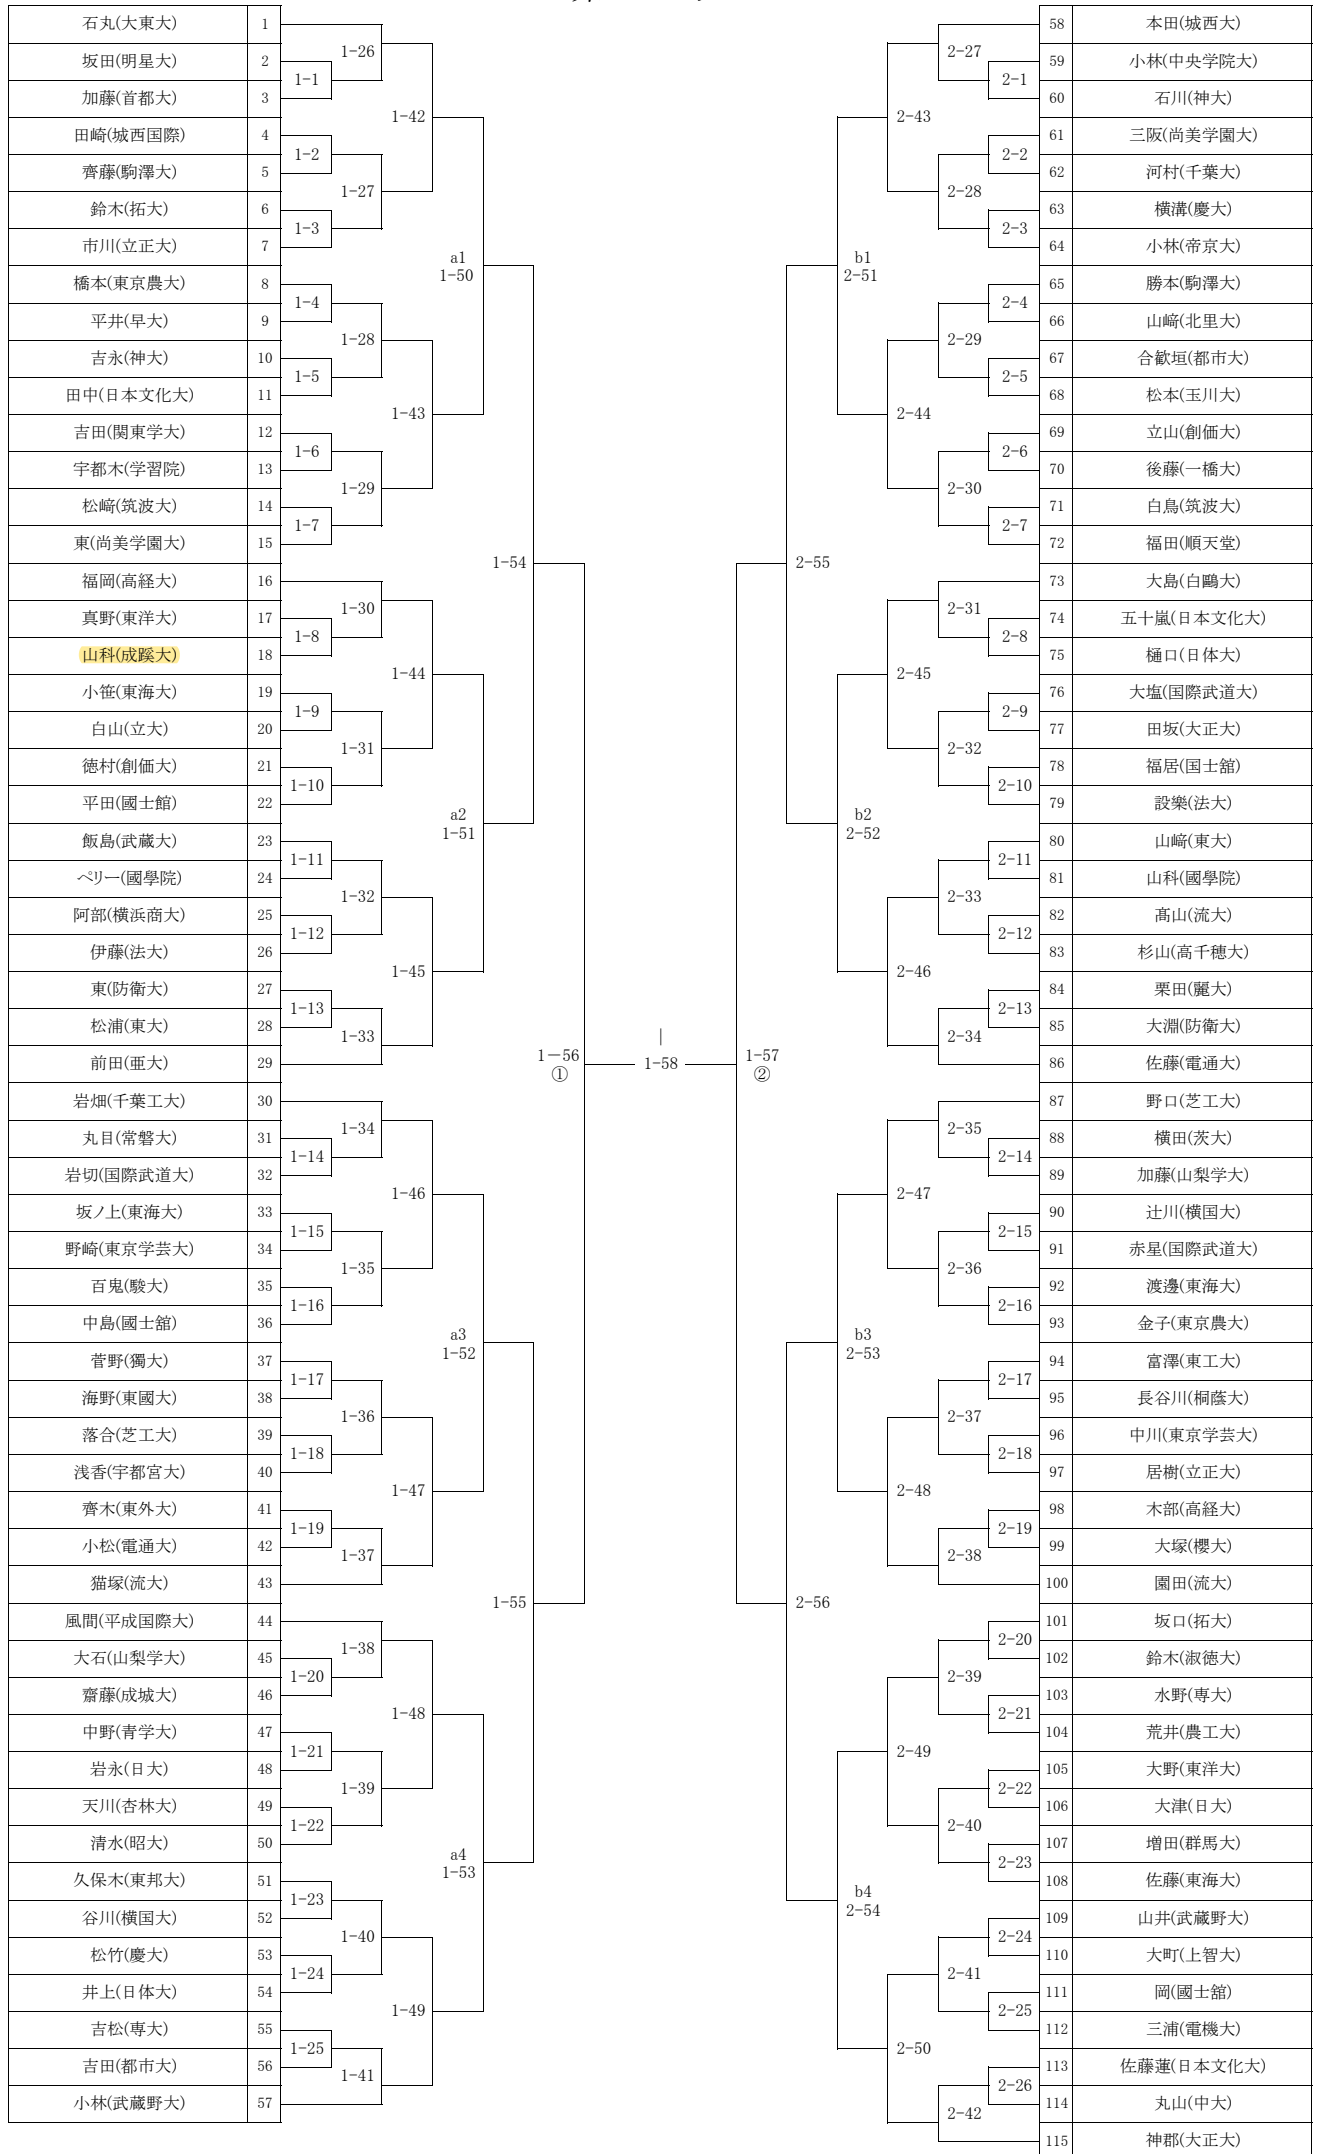 石丸(大東大) 1
坂田(明星大) 2
加藤(首都大) 3
田崎(城西国際) 4
齊藤(駒澤大) 5
鈴木(拓大) 6
市川(立正大) 7
橋本(東京農大) 8
平井(早大) 9
吉永(神大) 10
田中(日本文化大) 11
吉田(関東学大) 12
宇都木(学習院) 13
松﨑(筑波大) 14
東(尚美学園大) 15
福岡(高経大) 16
真野(東洋大) 17
山科(成蹊大) 18
小笹(東海大) 19
白山(立大) 20
徳村(創価大) 21
平田(國士館) 22
飯島(武蔵大) 23
ペリー(國學院) 24
阿部(横浜商大) 25
伊藤(法大) 26
東(防衛大) 27
松浦(東大) 28
前田(亜大) 29
岩畑(千葉工大) 30
丸目(常磐大) 31
岩切(国際武道大) 32
坂ノ上(東海大) 33
野崎(東京学芸大) 34
百鬼(駿大) 35
中島(國士舘) 36
菅野(獨大) 37
海野(東國大) 38
落合(芝工大) 39
浅香(宇都宮大) 40
齊木(東外大) 41
小松(電通大) 42
猫塚(流大) 43
風間(平成国際大) 44
大石(山梨学大) 45
齋藤(成城大) 46
中野(青学大) 47
岩永(日大) 48
天川(杏林大) 49
清水(昭大) 50
久保木(東邦大) 51
谷川(横国大) 52
松竹(慶大) 53
井上(日体大) 54
吉松(専大) 55
吉田(都市大) 56
小林(武蔵野大) 57
1-1
1-2
1-3
1-4
1-5
1-6
1-7
1-8
1-9
1-10
1-11
1-12
1-13
1-14
1-15
1-16
1-17
1-18
1-19
1-20
1-21
1-22
1-23
1-24
1-25
1-26
1-27
1-28
1-29
1-30
1-31
1-32
1-33
1-34
1-35
1-36
1-37
1-38
1-39
1-40
1-41
1-42
1-43
1-44
1-45
1-46
1-47
1-48
1-49
a1
1-50
a2
1-51
a3
1-52
a4
1-53
1-54
1-55
1－56
①
|
1-58
1-57
②
2-55
2-56
b1
2-51
b2
2-52
b3
2-53
b4
2-54
2-43
2-44
2-45
2-46
2-47
2-48
2-49
2-50
2-27
2-28
2-29
2-30
2-31
2-32
2-33
2-34
2-35
2-36
2-37
2-38
2-39
2-40
2-41
2-42
2-1
2-2
2-3
2-4
2-5
2-6
2-7
2-8
2-9
2-10
2-11
2-12
2-13
2-14
2-15
2-16
2-17
2-18
2-19
2-20
2-21
2-22
2-23
2-24
2-25
2-26
58 本田(城西大)
59 小林(中央学院大)
60 石川(神大)
61 三阪(尚美学園大)
62 河村(千葉大)
63 横溝(慶大)
64 小林(帝京大)
65 勝本(駒澤大)
66 山﨑(北里大)
67 合歓垣(都市大)
68 松本(玉川大)
69 立山(創価大)
70 後藤(一橋大)
71 白鳥(筑波大)
72 福田(順天堂)
73 大島(白鷗大)
74 五十嵐(日本文化大)
75 樋口(日体大)
76 大塩(国際武道大)
77 田坂(大正大)
78 福居(国士舘)
79 設樂(法大)
80 山﨑(東大)
81 山科(國學院)
82 髙山(流大)
83 杉山(高千穂大)
84 栗田(麗大)
85 大淵(防衛大)
86 佐藤(電通大)
87 野口(芝工大)
88 横田(茨大)
89 加藤(山梨学大)
90 辻川(横国大)
91 赤星(国際武道大)
92 渡邊(東海大)
93 金子(東京農大)
94 富澤(東工大)
95 長谷川(桐蔭大)
96 中川(東京学芸大)
97 居樹(立正大)
98 木部(高経大)
99 大塚(櫻大)
100 園田(流大)
101 坂口(拓大)
102 鈴木(淑徳大)
103 水野(専大)
104 荒井(農工大)
105 大野(東洋大)
106 大津(日大)
107 増田(群馬大)
108 佐藤(東海大)
109 山井(武蔵野大)
110 大町(上智大)
111 岡(國士舘)
112 三浦(電機大)
113 佐藤蓮(日本文化大)
114 丸山(中大)
115 神郡(大正大)